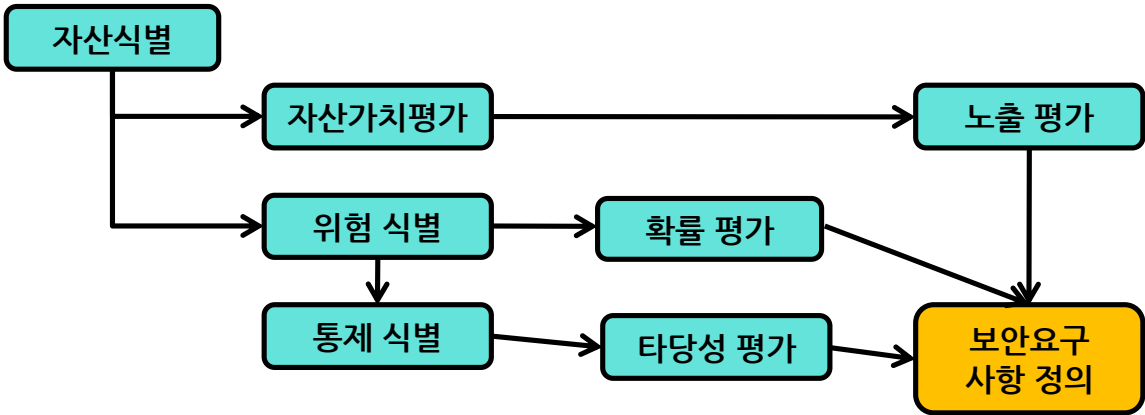 자산식별
자산가치평가
노출 평가
위험 식별
확률 평가
통제 식별
타당성 평가
보안요구
사항 정의